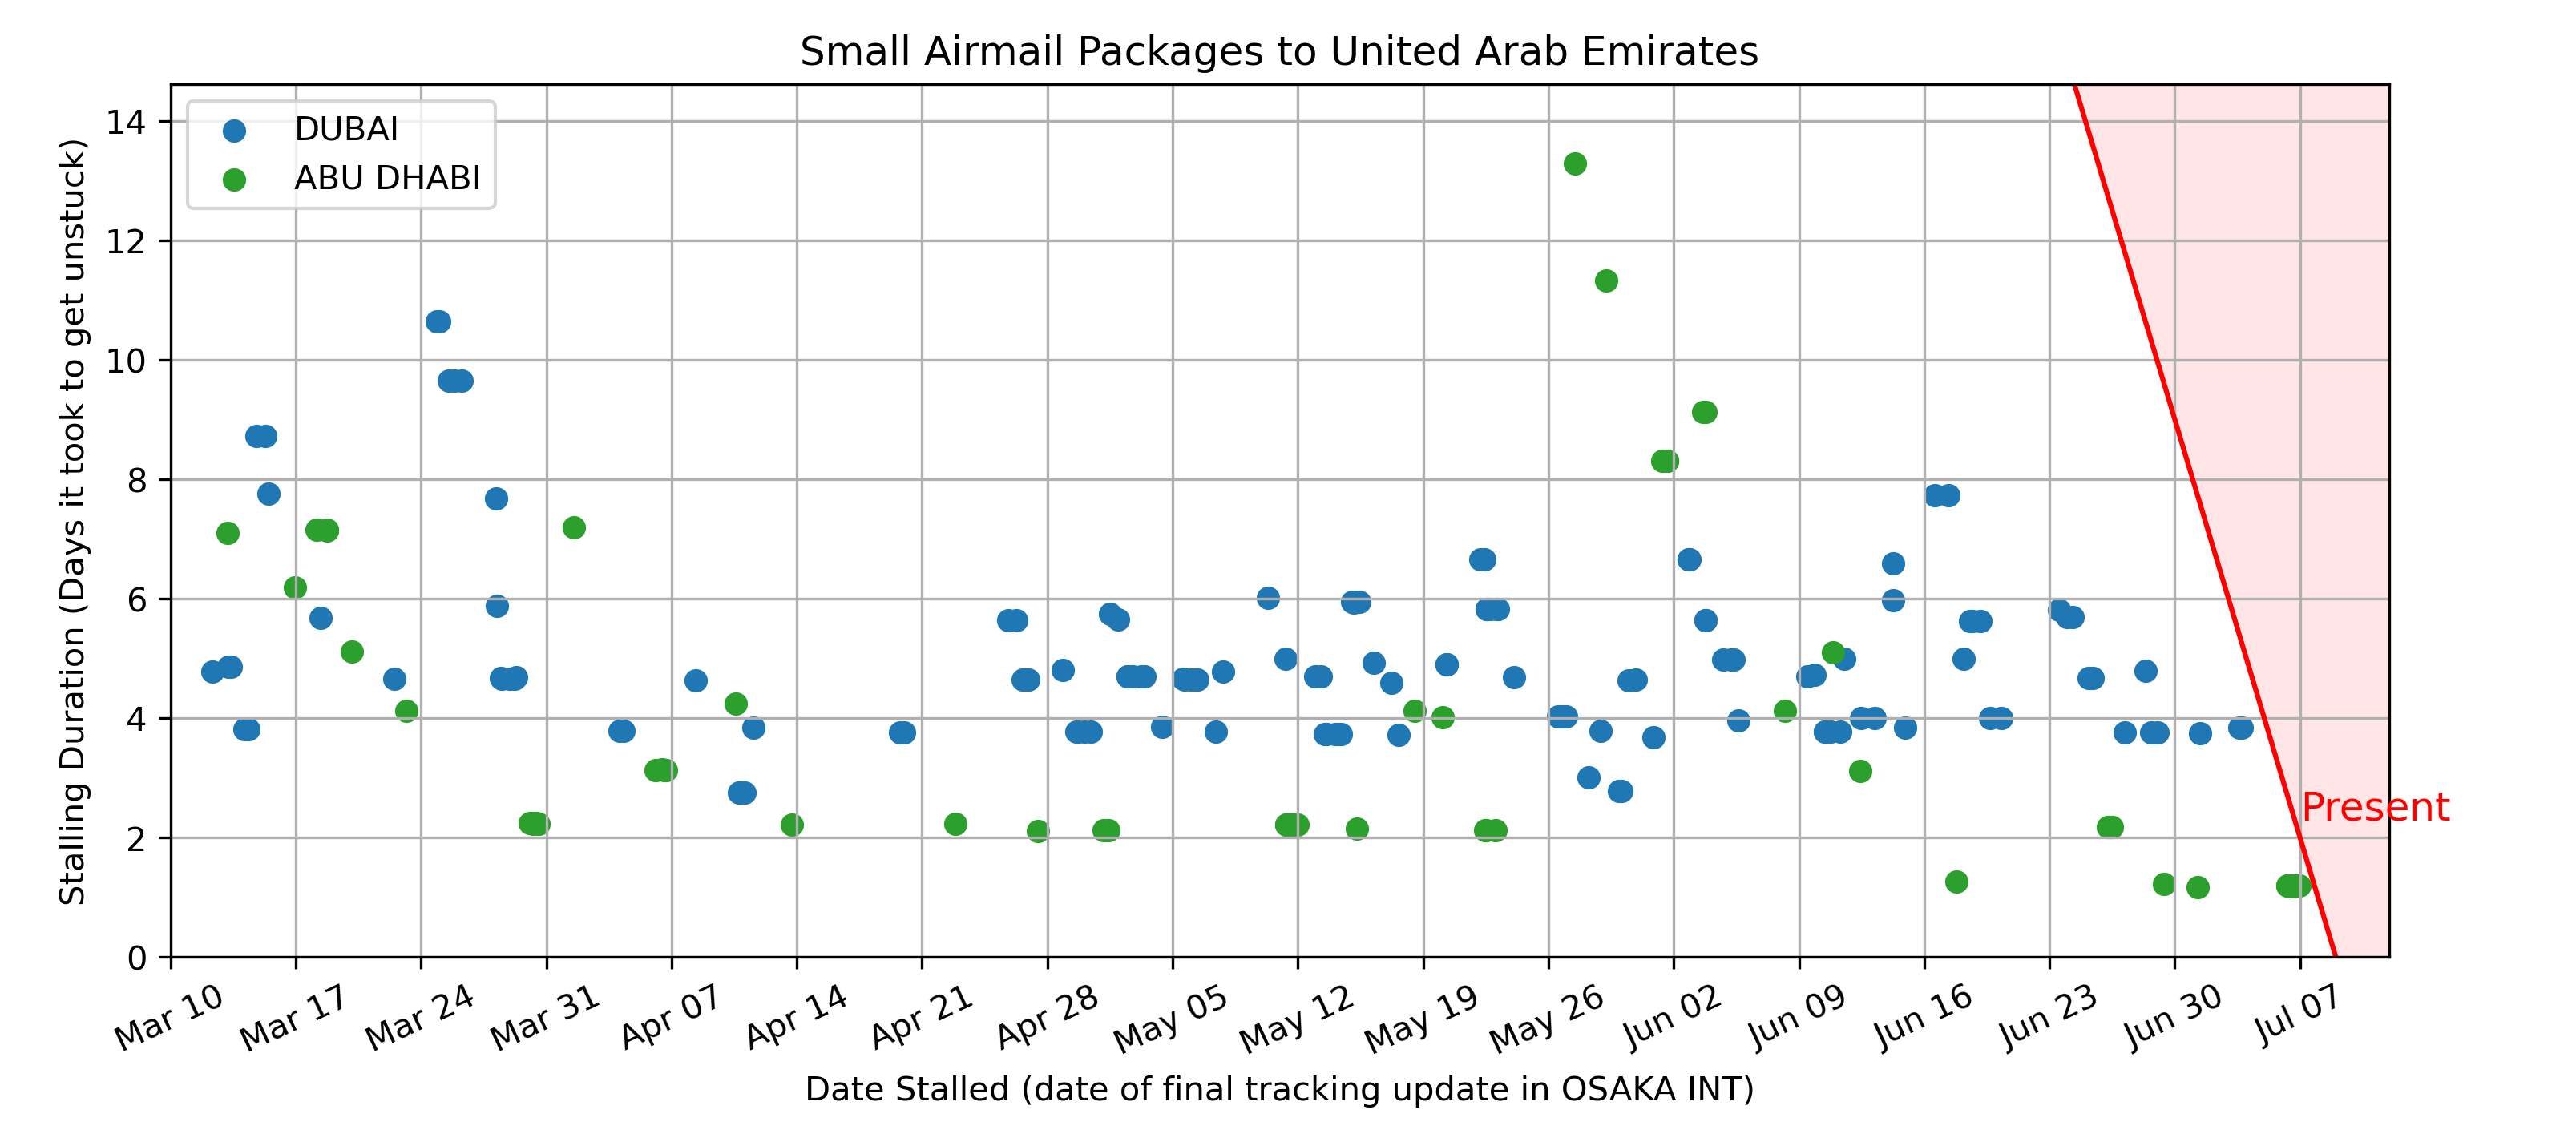 Small Airmail Packages to United Arab Emirates
DUBAI
ABU DHABI
Stalling Duration (Days it took to get unstuck)
14
12
10
8
6
4
2
0
Present
Mar 10
Mar 17
Mar 24
Mar 31
Apr 07
Apr 14
Apr 21
Apr 28
May 05
May 12
May 19
May 26
Jun 02
Jun 09
Jun 16
Jun 23
Jun 30
Jul 07
Date Stalled (date of final tracking update in OSAKA INT)